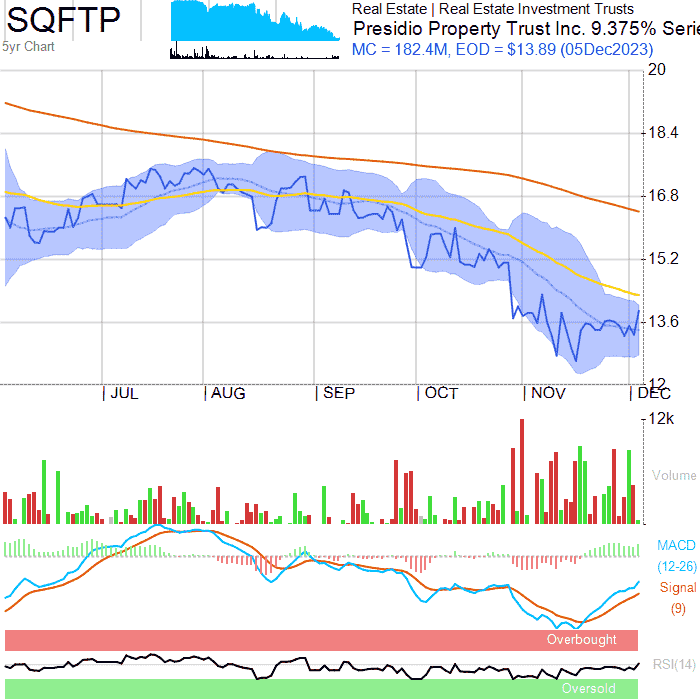 SQFTP
5yr Chart
Real Estate | Real Estate Investment Trusts
Presidio Property Trust Inc. 9.375% Serie
MC = 182.4M, EOD = $13.89 (05Dec2023)
20
18.4
16.8
15.2
13.6
12
JUL
AUG
SEP
OCT
NOV
DEC
12k
Volume
MACD
(12-26)
Signal
(9)
Overbought
RSI(14)
Oversold